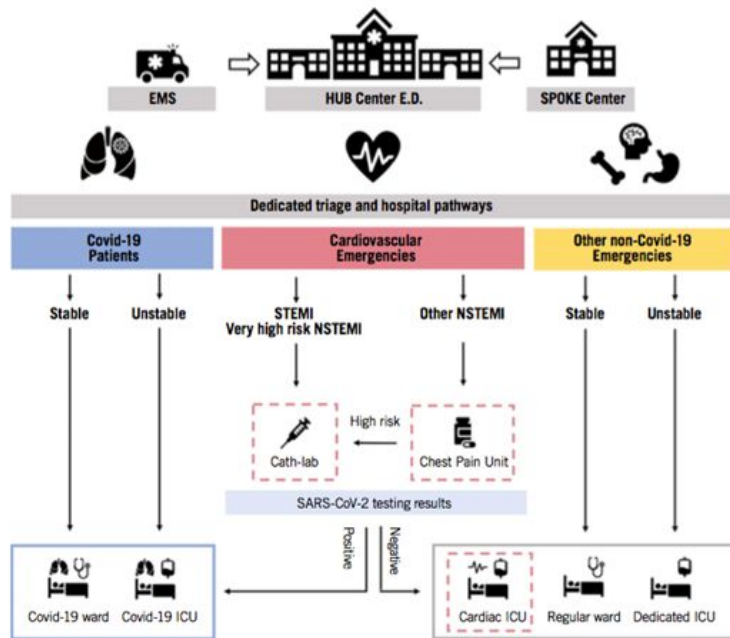 EMS
HUB Center E.D.
SPOKE Center
Dedicated triage and hospital pathways
Covid-19
Patients
Cardiovascular
Emergencies
Other non-Covid-19
Emergencies
Stable
Unstable
STEMI
Very high risk NSTEMI
Other NSTEMI
Stable
Unstable
High risk
Cath-lab
Chest Pain Unit
SARS-CoV-2 testing results
Positive
Negative
Covid-19 ward
Covid-19 ICU
Cardiac ICU
Regular ward
Dedicated ICU